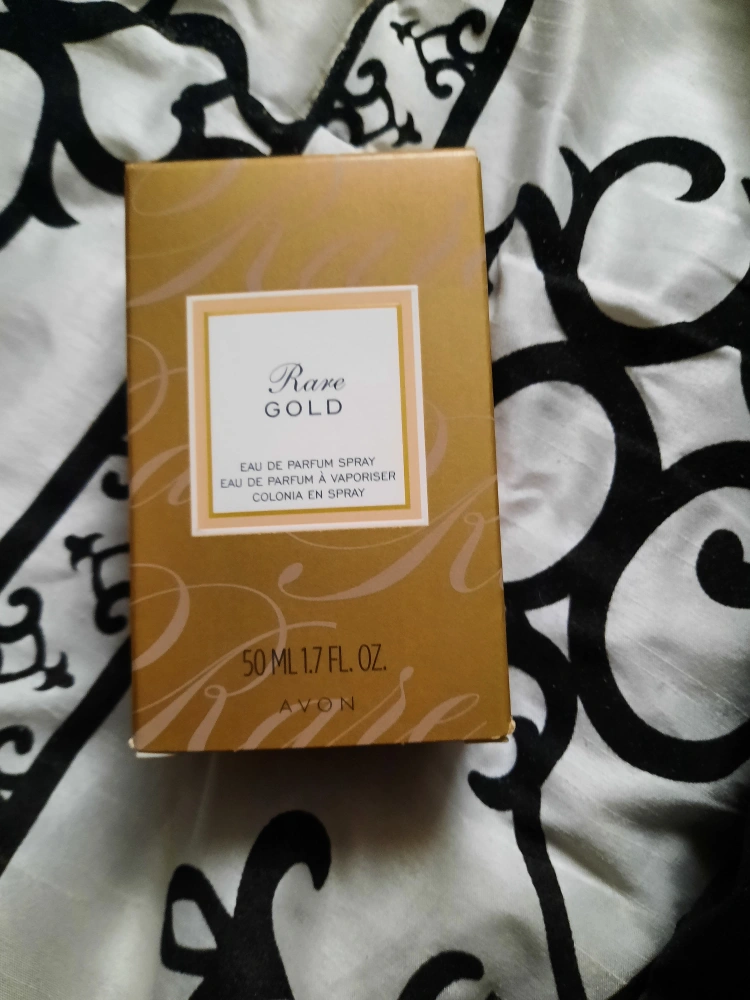 Rare
GOLD
EAU DE PARFUM SPRAY
EAU DE PARFUM À VAPORISER
COLONIA EN SPRAY
50 ML 1.7 FL. OZ.
AVON
Rare